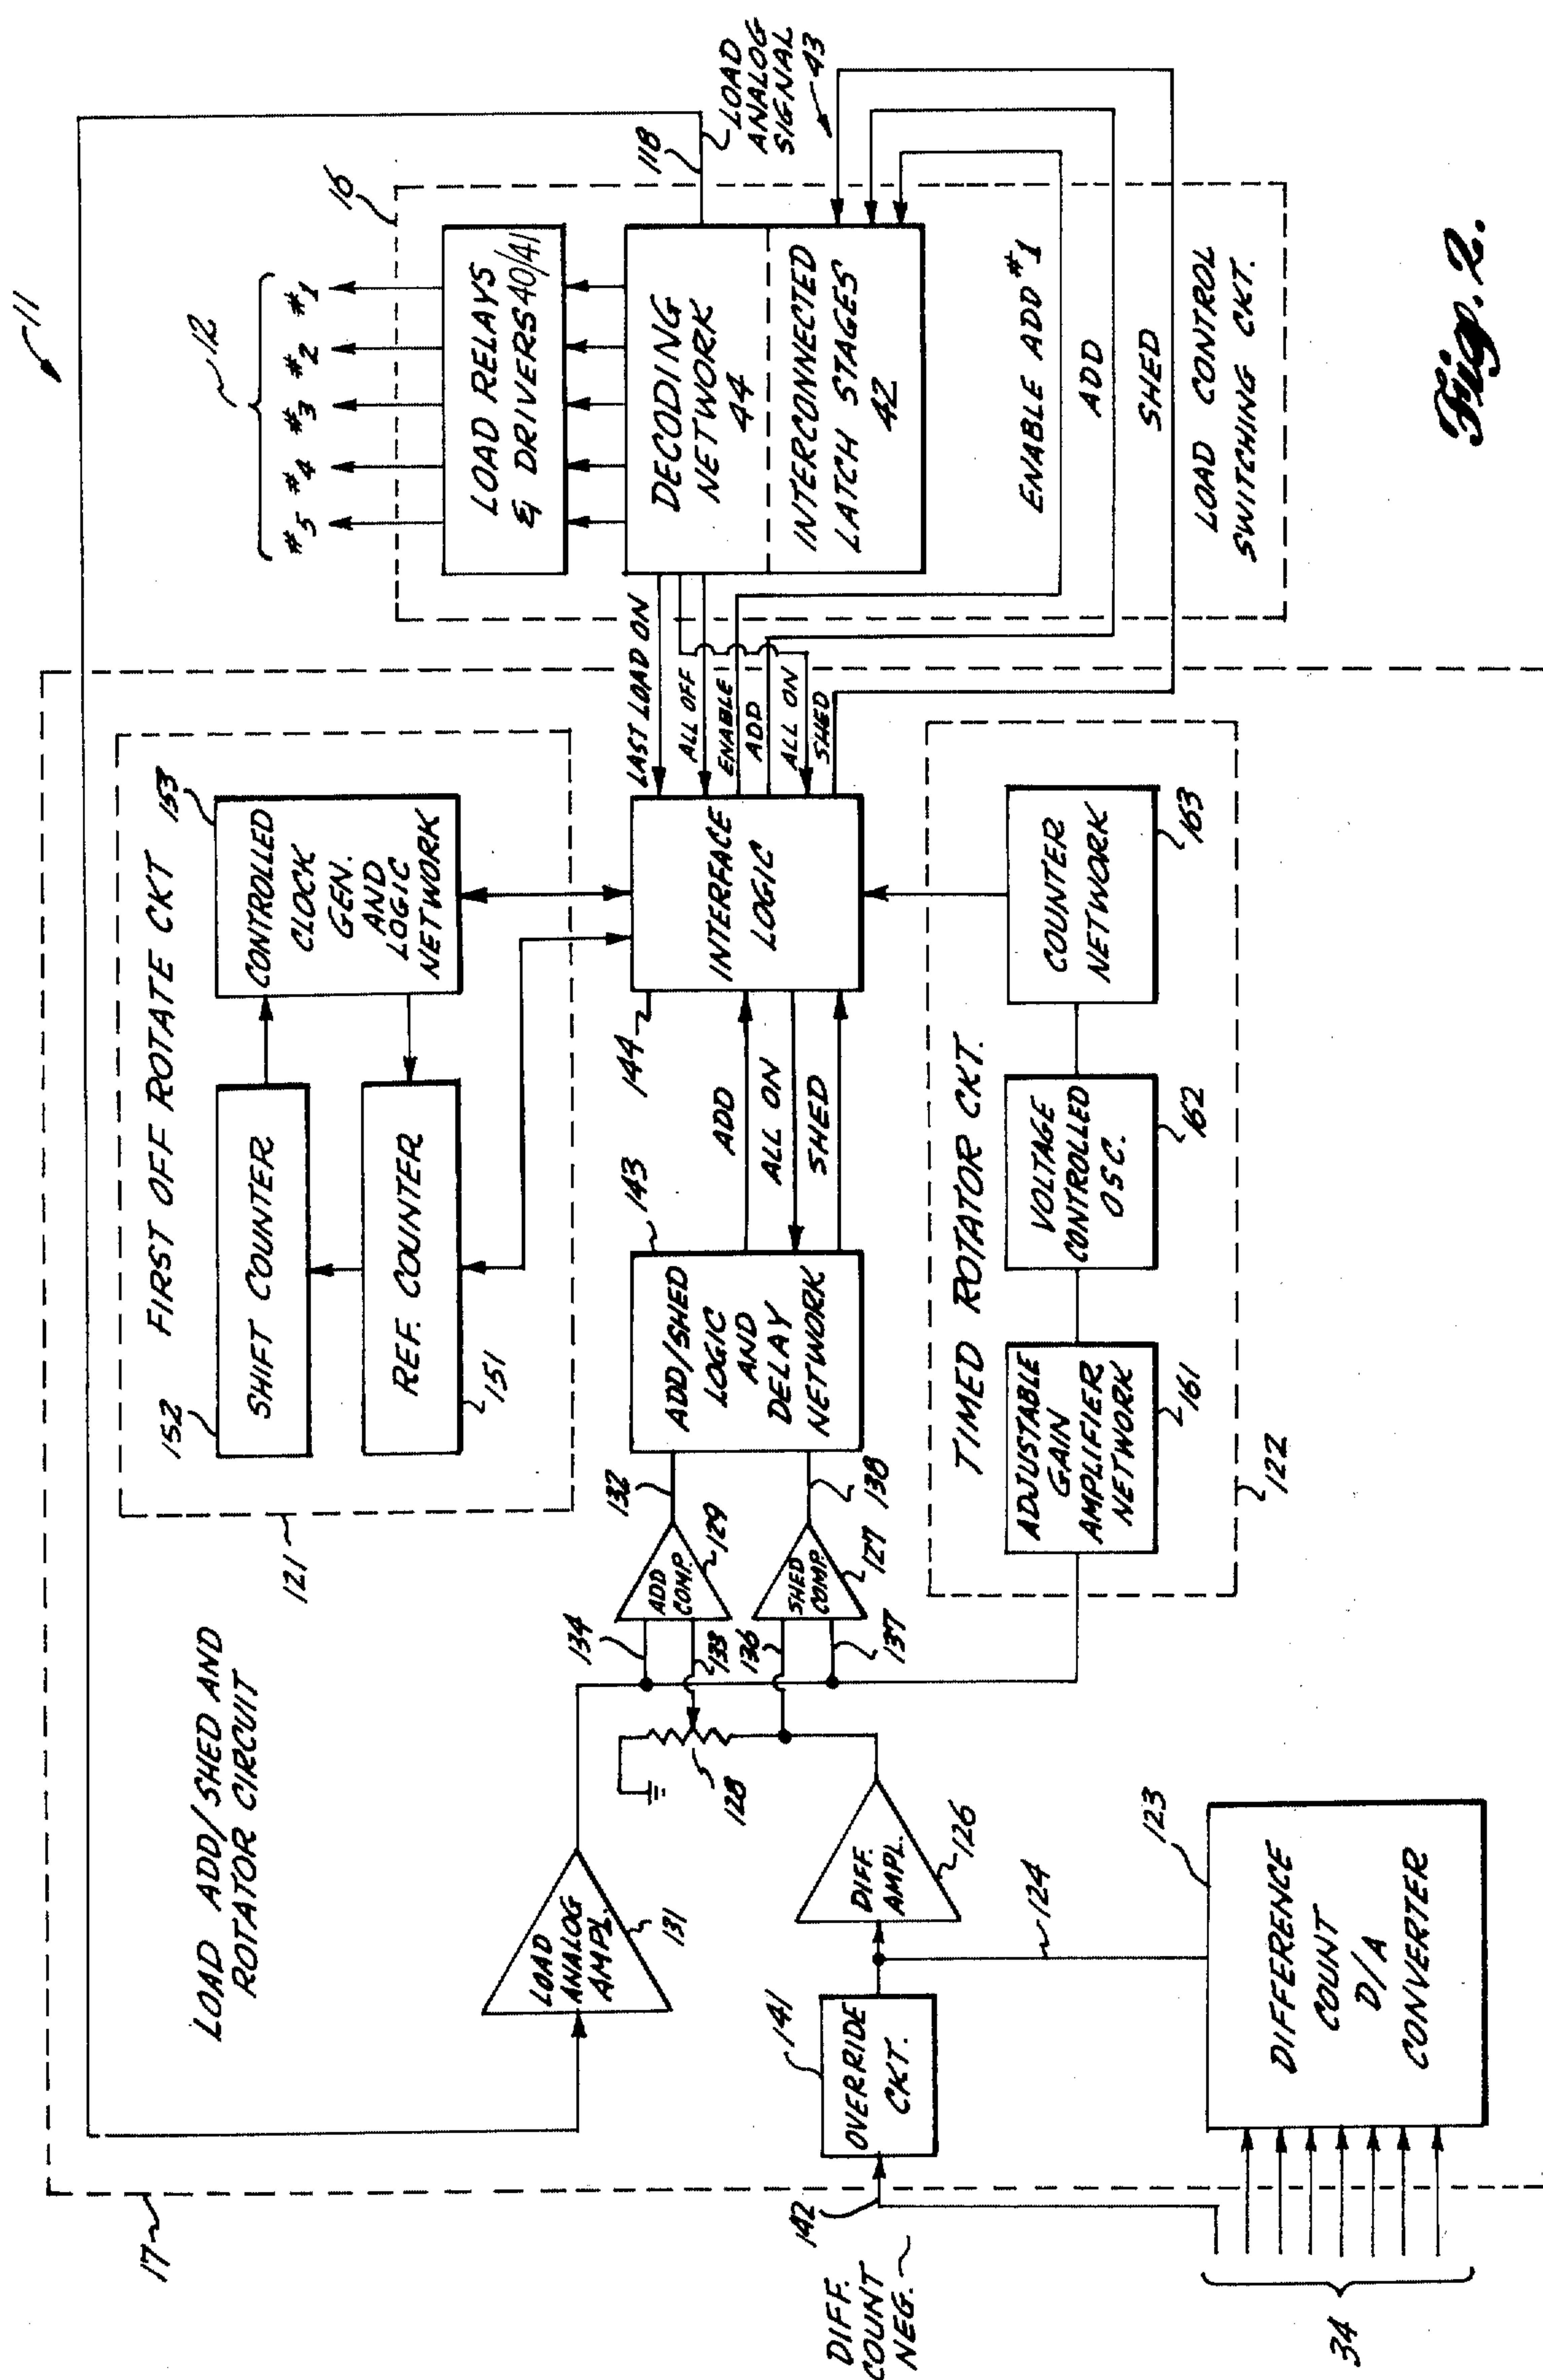 11
17
LOAD ADD/SHED AND
ROTATOR CIRCUIT
121
FIRST OFF ROTATE CKT
152
SHIFT COUNTER
REF. COUNTER
151
153
CONTROLLED
CLOCK
GEN.
AND
LOGIC
NETWORK
12
#5 #4 #3 #2 #1
16
LOAD RELAYS
& DRIVERS 40/41
118
LOAD
ANALOG
SIGNAL
43
DECODING
NETWORK
44
INTERCONNECTED
LATCH STAGES
42
LAST LOAD ON
ALL OFF
ENABLE
ADD
ALL ON
SHED
ENABLE ADD #1
ADD
SHED
LOAD CONTROL
SWITCHING CKT.
LOAD
ANALOG
AMPL.
131
134
133
136
137
ADD
COMP.
129
132
SHED
COMP.
127
138
128
143
ADD/SHED
LOGIC
AND
DELAY
NETWORK
ADD
ALL ON
SHED
144
INTERFACE
LOGIC
DIFF.
AMPL.
126
124
141
OVERRIDE
CKT.
142
DIFF.
COUNT
NEG.
34
123
DIFFERENCE
COUNT
D/A
CONVERTER
TIMED ROTATOR CKT.
ADJUSTABLE
GAIN
AMPLIFIER
NETWORK
161
VOLTAGE
CONTROLLED
OSC.
162
COUNTER
NETWORK
163
122
Fig. 2.